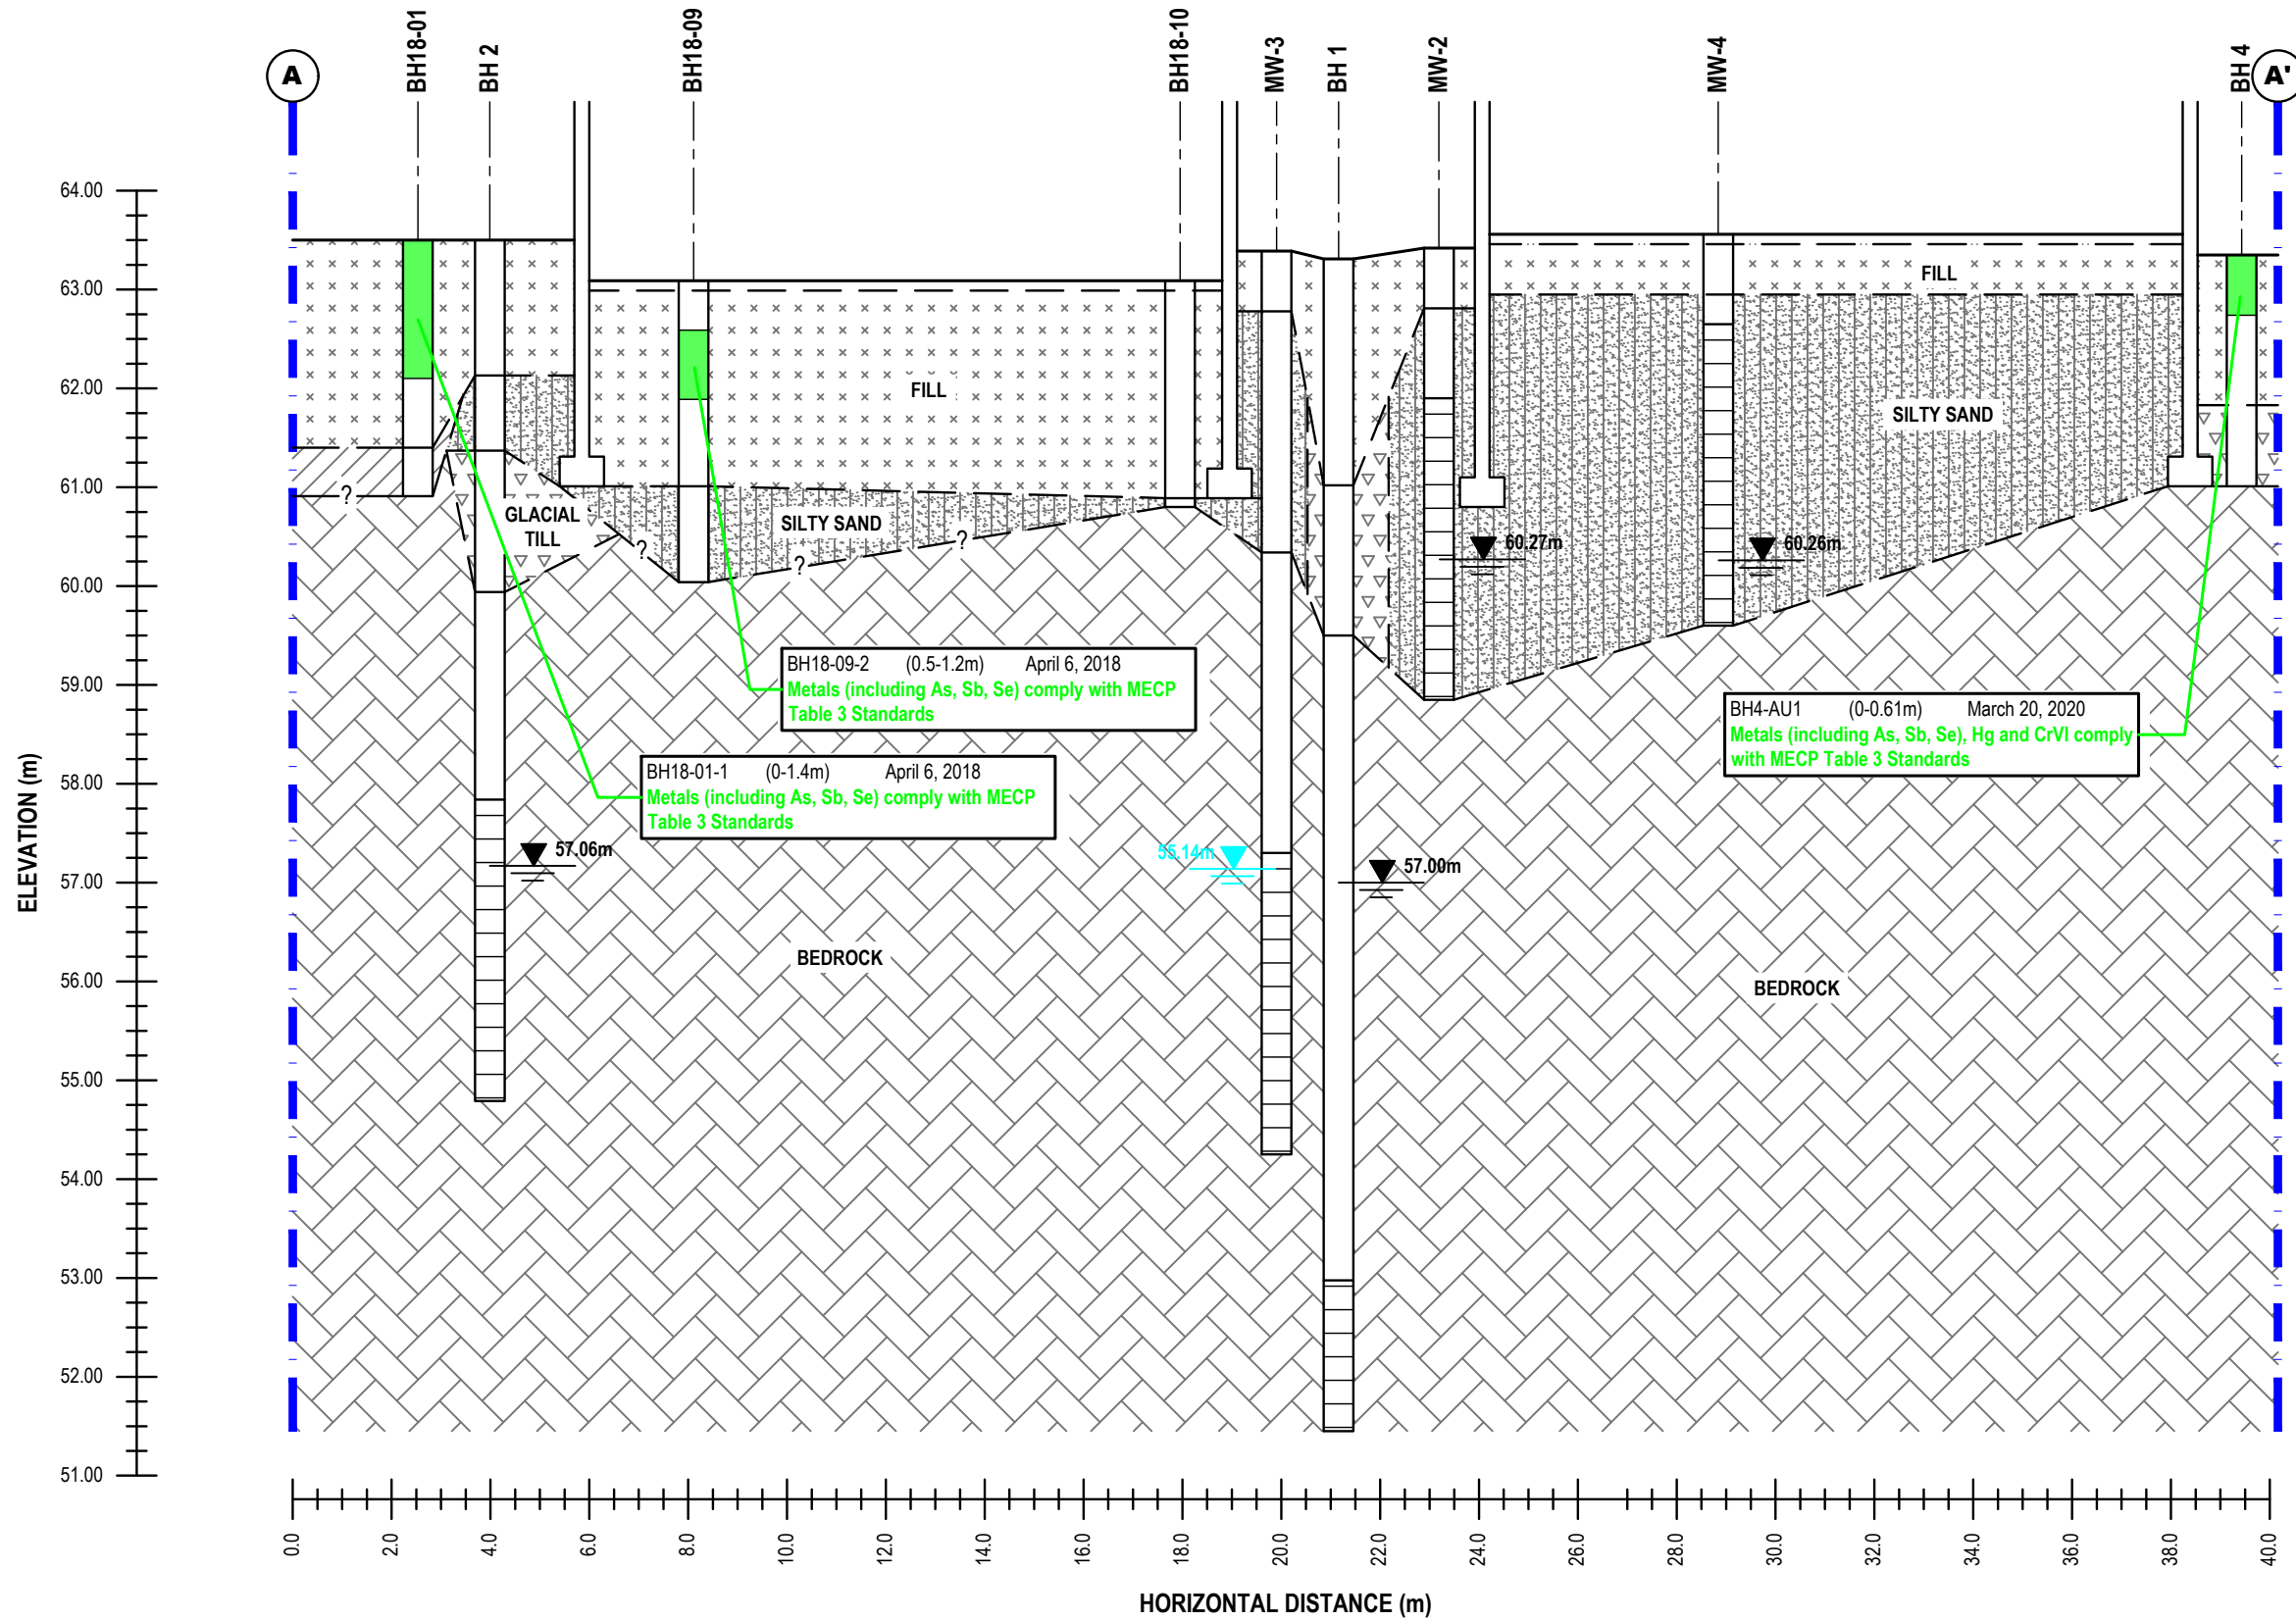 A
BH18-01
BH 2
BH18-09
BH18-10
MW-3
BH 1
MW-2
MW-4
BH 4
A'
64.00
63.00
62.00
61.00
60.00
59.00
58.00
57.00
56.00
55.00
54.00
53.00
52.00
51.00
ELEVATION (m)
FILL
FILL
SILTY SAND
SILTY SAND
GLACIAL
TILL
?
?
?
?
60.27m
60.26m
BH18-09-2 (0.5-1.2m) April 6, 2018
Metals (including As, Sb, Se) comply with MECP
Table 3 Standards
BH4-AU1 (0-0.61m) March 20, 2020
Metals (including As, Sb, Se), Hg and CrVI comply
with MECP Table 3 Standards
BH18-01-1 (0-1.4m) April 6, 2018
Metals (including As, Sb, Se) comply with MECP
Table 3 Standards
57.06m
55.14m
57.00m
BEDROCK
BEDROCK
0.0
2.0
4.0
6.0
8.0
10.0
12.0
14.0
16.0
18.0
20.0
22.0
24.0
26.0
28.0
30.0
32.0
34.0
36.0
38.0
40.0
HORIZONTAL DISTANCE (m)